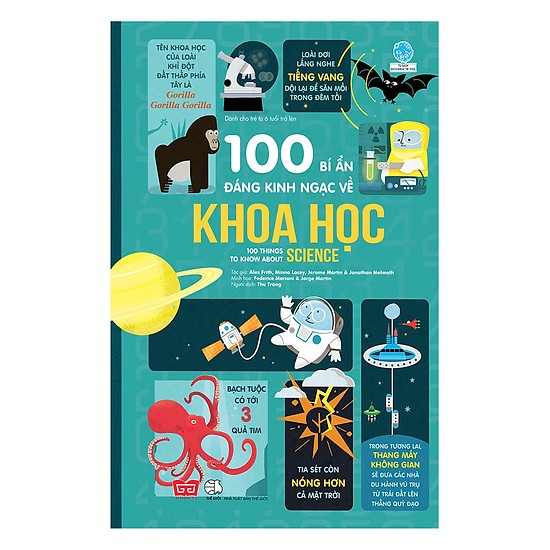 TÊN KHOA HỌC
CỦA LOÀI
KHỈ ĐỘT
ĐẤT THẤP PHÍA
TÂY LÀ
Gorilla
Gorilla Gorilla
LOÀI DƠI
LẮNG NGHE
TIẾNG VANG
DỘI LẠI ĐỂ SĂN MỒI
TRONG ĐÊM TỐI
Dành cho trẻ từ 6 tuổi trở lên
100 BÍ ẨN
ĐÁNG KINH NGẠC VỀ
KHOA HỌC
100 THINGS
TO KNOW ABOUT SCIENCE
Tác giả: Alex Frith, Minna Lacey, Jerome Martin & Jonathan Melmoth
Minh họa: Federico Mariani & Jorge Martin
Người dịch: Thu Trang
BẠCH TUỘC
CÓ TỚI
3
QUẢ TIM
TIA SÉT CÒN
NÓNG HƠN
CẢ MẶT TRỜI
TRONG TƯƠNG LAI,
THANG MÁY
KHÔNG GIAN
SẼ ĐƯA CÁC NHÀ
DU HÀNH VŨ TRỤ
TỪ TRÁI ĐẤT LÊN
THẲNG QUỸ ĐẠO
NHÀ XUẤT BẢN THẾ GIỚI